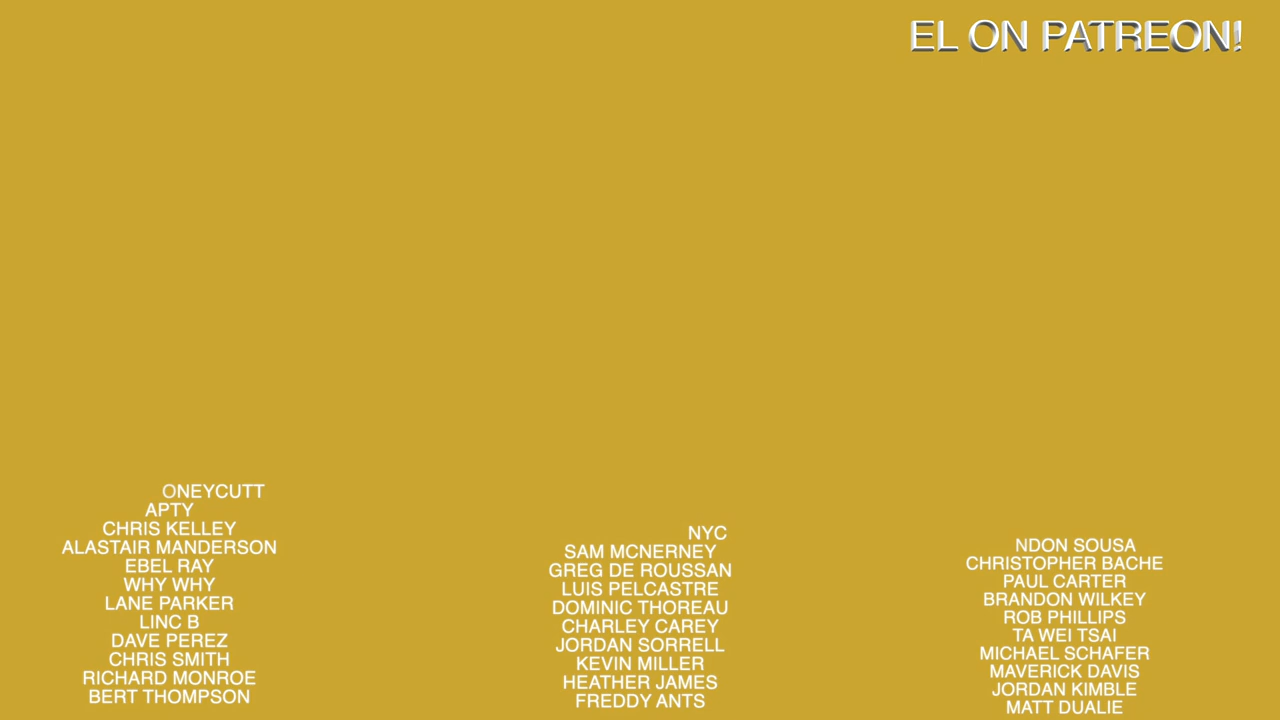 EL ON PATREON!
ONEYCUTT
APTY
CHRIS KELLEY
ALASTAIR MANDERSON
EBEL RAY
WHY WHY
LANE PARKER
LINC B
DAVE PEREZ
CHRIS SMITH
RICHARD MONROE
BERT THOMPSON
NYC
SAM MCNERNEY
GREG DE ROUSSAN
LUIS PELCASTRE
DOMINIC THOREAU
CHARLEY CAREY
JORDAN SORRELL
KEVIN MILLER
HEATHER JAMES
FREDDY ANTS
NDON SOUSA
CHRISTOPHER BACHE
PAUL CARTER
BRANDON WILKEY
ROB PHILLIPS
TA WEI TSAI
MICHAEL SCHAFER
MAVERICK DAVIS
JORDAN KIMBLE
MATT DUALIE